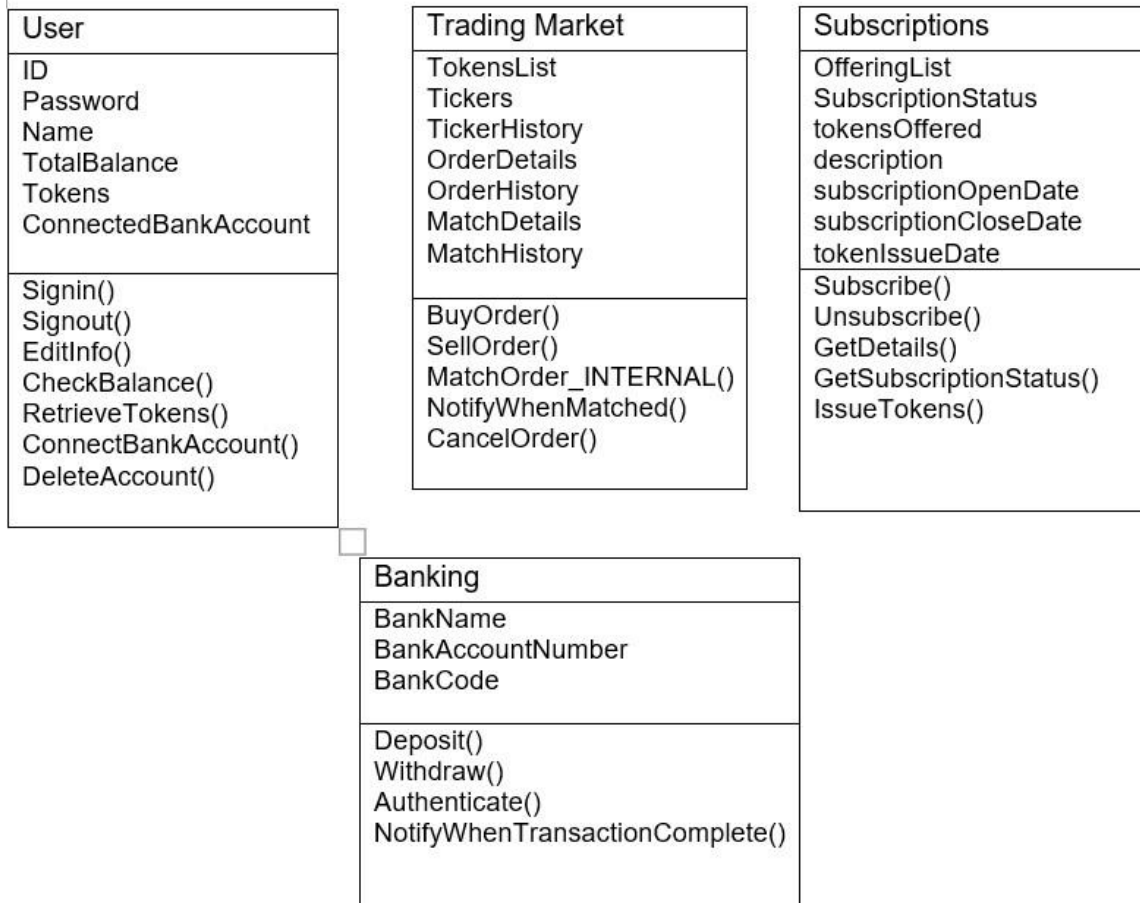 User
ID
Password
Name
TotalBalance
Tokens
ConnectedBankAccount
Signin()
Signout()
EditInfo()
CheckBalance()
RetrieveTokens()
ConnectBankAccount()
DeleteAccount()
Trading Market
TokensList
Tickers
TickerHistory
OrderDetails
OrderHistory
MatchDetails
MatchHistory
BuyOrder()
SellOrder()
MatchOrder_INTERNAL()
NotifyWhenMatched()
CancelOrder()
Subscriptions
OfferingList
SubscriptionStatus
tokensOffered
description
subscriptionOpenDate
subscriptionCloseDate
tokenIssueDate
Subscribe()
Unsubscribe()
GetDetails()
GetSubscriptionStatus()
IssueTokens()
Banking
BankName
BankAccountNumber
BankCode
Deposit()
Withdraw()
Authenticate()
NotifyWhenTransactionComplete()